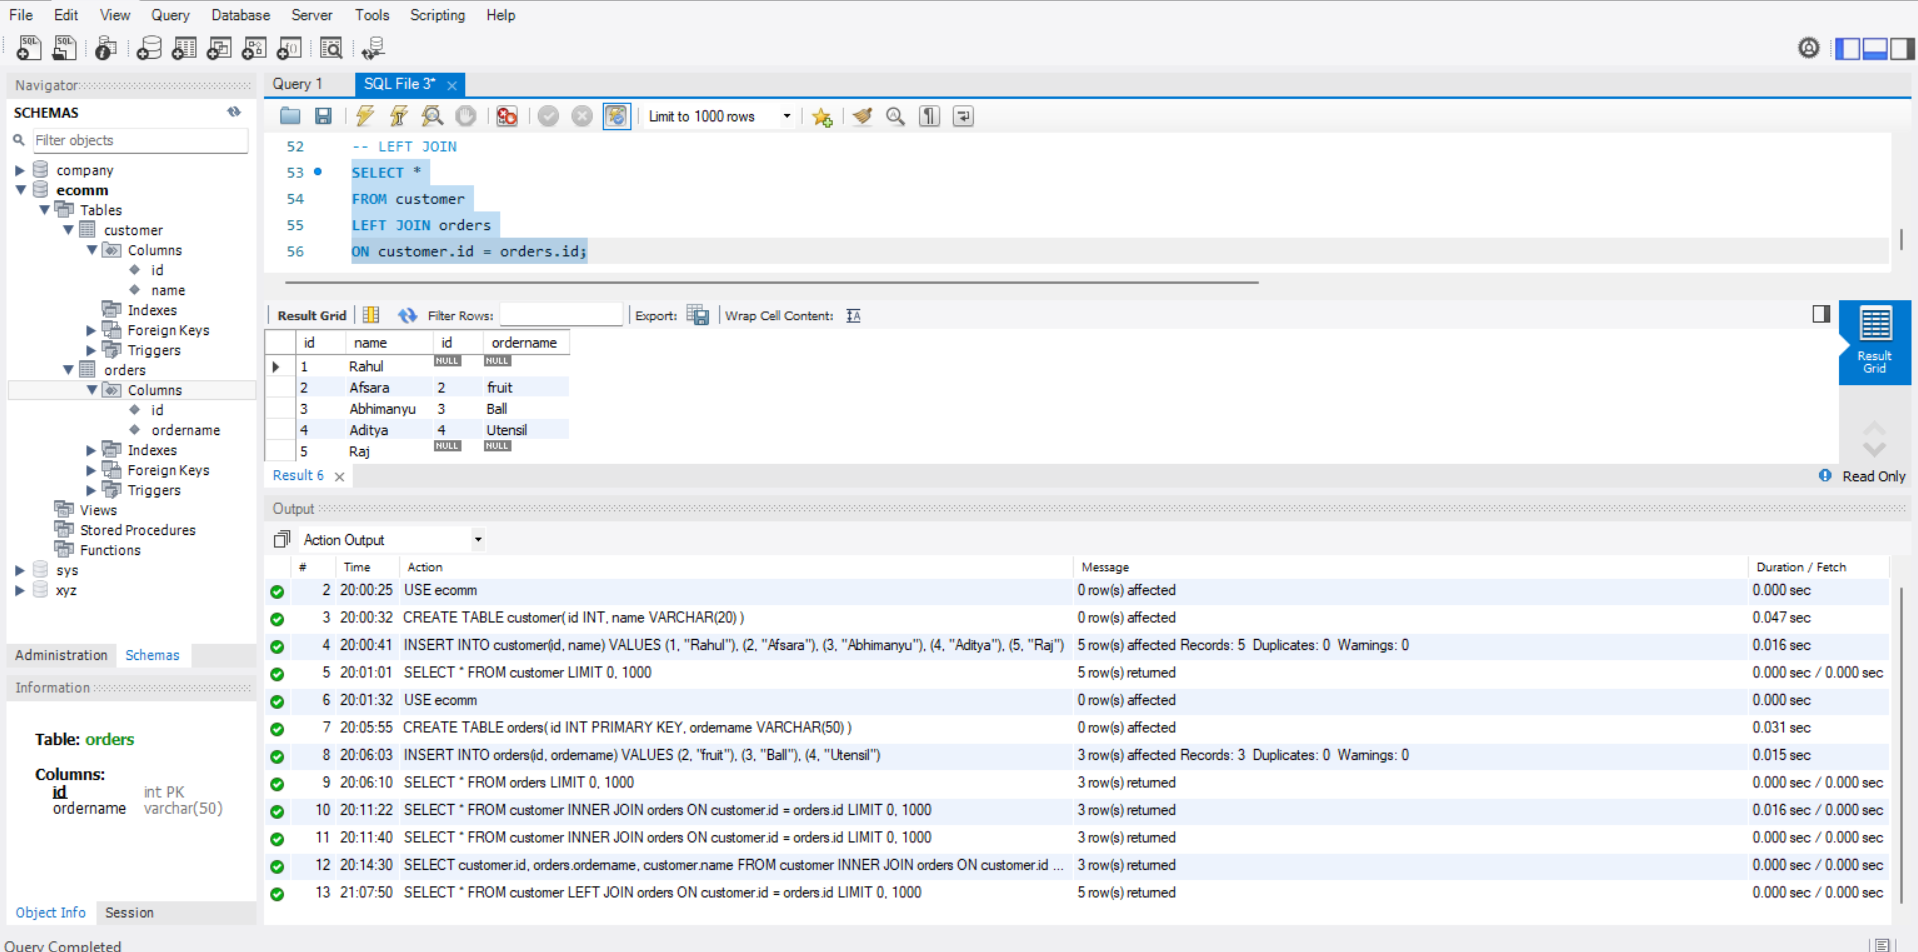 File Edit View Query Database Server Tools Scripting Help
Navigator
SCHEMAS
Filter objects
company
ecomm
Tables
customer
Columns
id
name
Indexes
Foreign Keys
Triggers
orders
Columns
id
ordername
Indexes
Foreign Keys
Triggers
Views
Stored Procedures
Functions
sys
xyz
Administration Schemas
Information
Table: orders
Columns:
id int PK
ordername varchar(50)
Object Info Session
Query 1 SQL File 3*
Limit to 1000 rows
52 -- LEFT JOIN
53 SELECT *
54 FROM customer
55 LEFT JOIN orders
56 ON customer.id = orders.id;
Result Grid Filter Rows: Export: Wrap Cell Content:
id name id ordername
1 Rahul NULL NULL
2 Afsara 2 fruit
3 Abhimanyu 3 Ball
4 Aditya 4 Utensil
5 Raj NULL NULL
Result Grid
Result 6 Read Only
Output
Action Output
# Time Action Message Duration / Fetch
2 20:00:25 USE ecomm 0 row(s) affected 0.000 sec
3 20:00:32 CREATE TABLE customer( id INT, name VARCHAR(20) ) 0 row(s) affected 0.047 sec
4 20:00:41 INSERT INTO customer(id, name) VALUES (1, "Rahul"), (2, "Afsara"), (3, "Abhimanyu"), (4, "Aditya"), (5, "Raj") 5 row(s) affected Records: 5 Duplicates: 0 Warnings: 0 0.016 sec
5 20:01:01 SELECT * FROM customer LIMIT 0, 1000 5 row(s) returned 0.000 sec / 0.000 sec
6 20:01:32 USE ecomm 0 row(s) affected 0.000 sec
7 20:05:55 CREATE TABLE orders( id INT PRIMARY KEY, ordername VARCHAR(50) ) 0 row(s) affected 0.031 sec
8 20:06:03 INSERT INTO orders(id, ordername) VALUES (2, "fruit"), (3, "Ball"), (4, "Utensil") 3 row(s) affected Records: 3 Duplicates: 0 Warnings: 0 0.015 sec
9 20:06:10 SELECT * FROM orders LIMIT 0, 1000 3 row(s) returned 0.000 sec / 0.000 sec
10 20:11:22 SELECT * FROM customer INNER JOIN orders ON customer.id = orders.id LIMIT 0, 1000 3 row(s) returned 0.016 sec / 0.000 sec
11 20:11:40 SELECT * FROM customer INNER JOIN orders ON customer.id = orders.id LIMIT 0, 1000 3 row(s) returned 0.000 sec / 0.000 sec
12 20:14:30 SELECT customer.id, orders.ordername, customer.name FROM customer INNER JOIN orders ON customer.id ... 3 row(s) returned 0.000 sec / 0.000 sec
13 21:07:50 SELECT * FROM customer LEFT JOIN orders ON customer.id = orders.id LIMIT 0, 1000 5 row(s) returned 0.000 sec / 0.000 sec
Query Completed